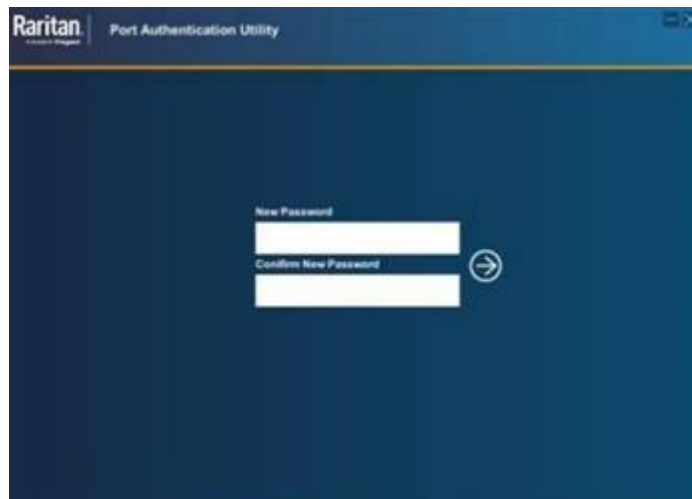 Raritan.
Port Authentication Utility
New Password
Confirm New Password